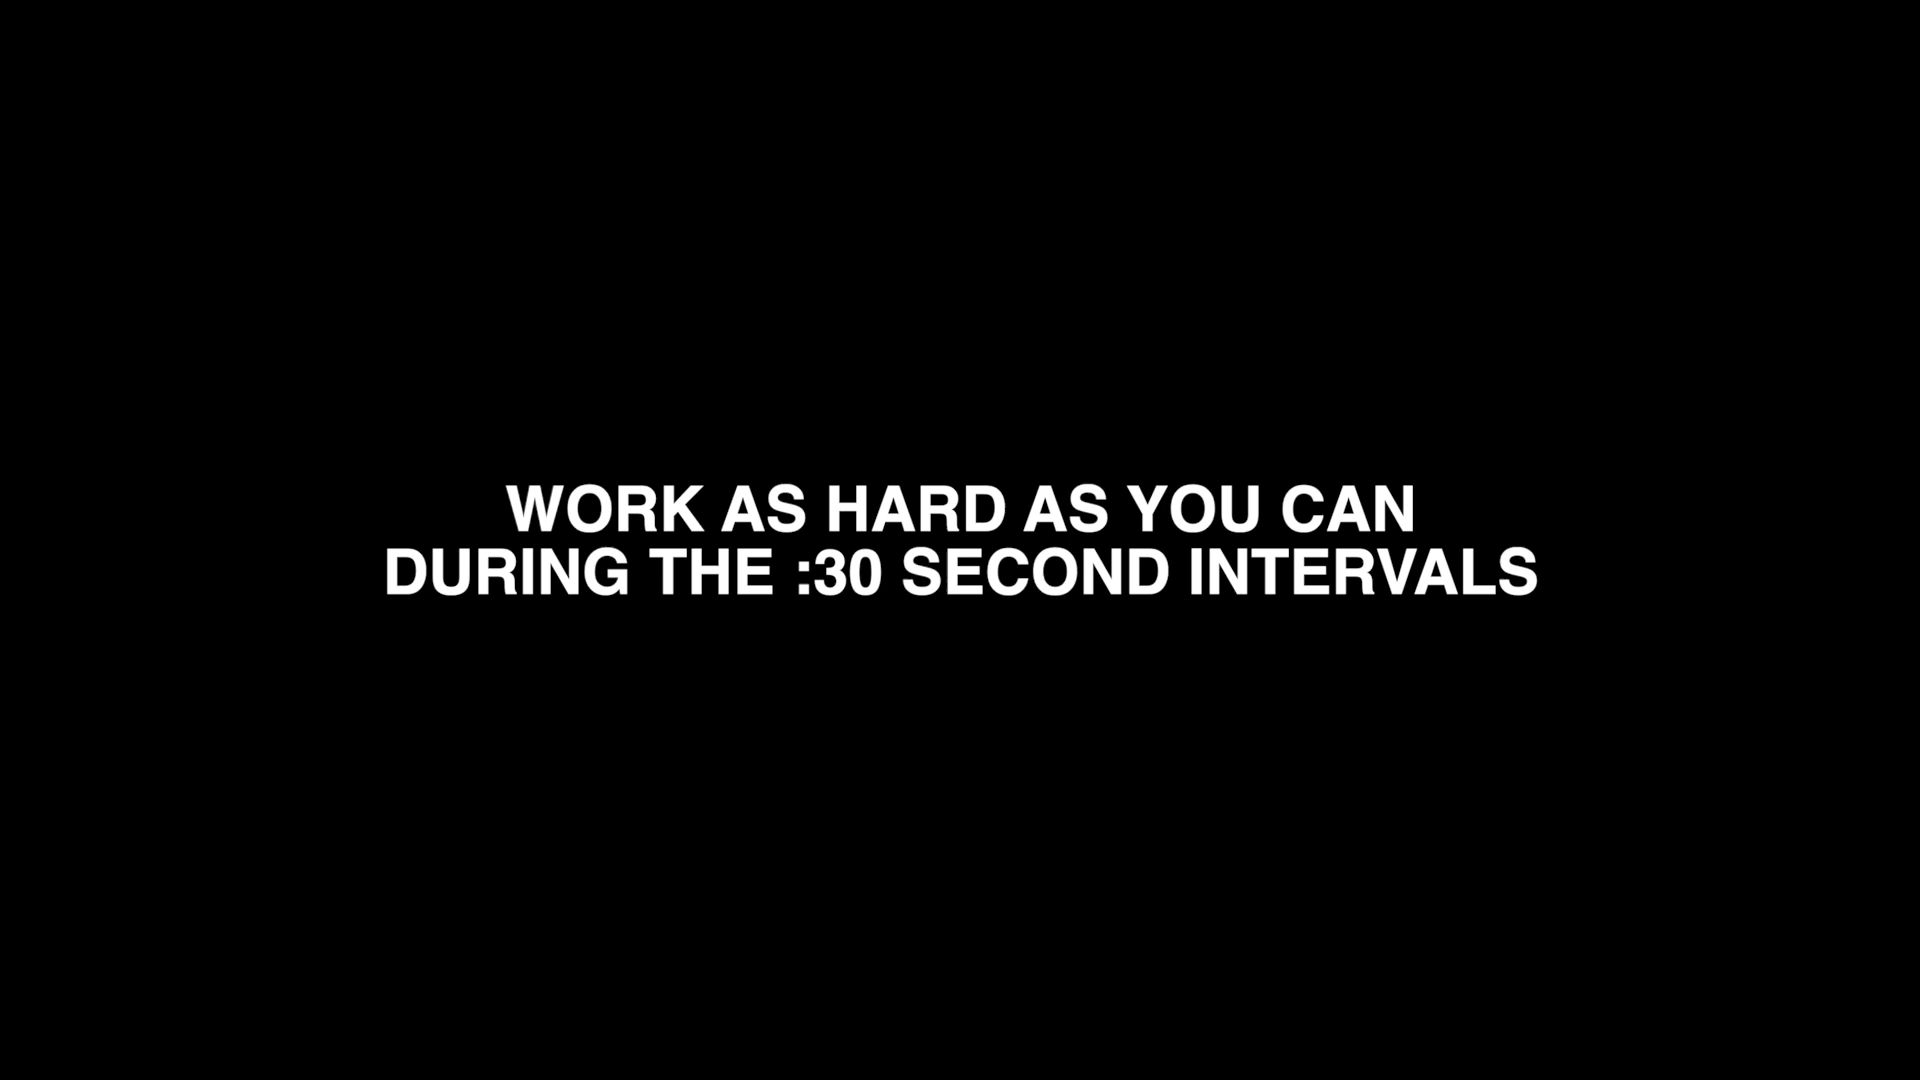 WORK AS HARD AS YOU CAN
DURING THE :30 SECOND INTERVALS